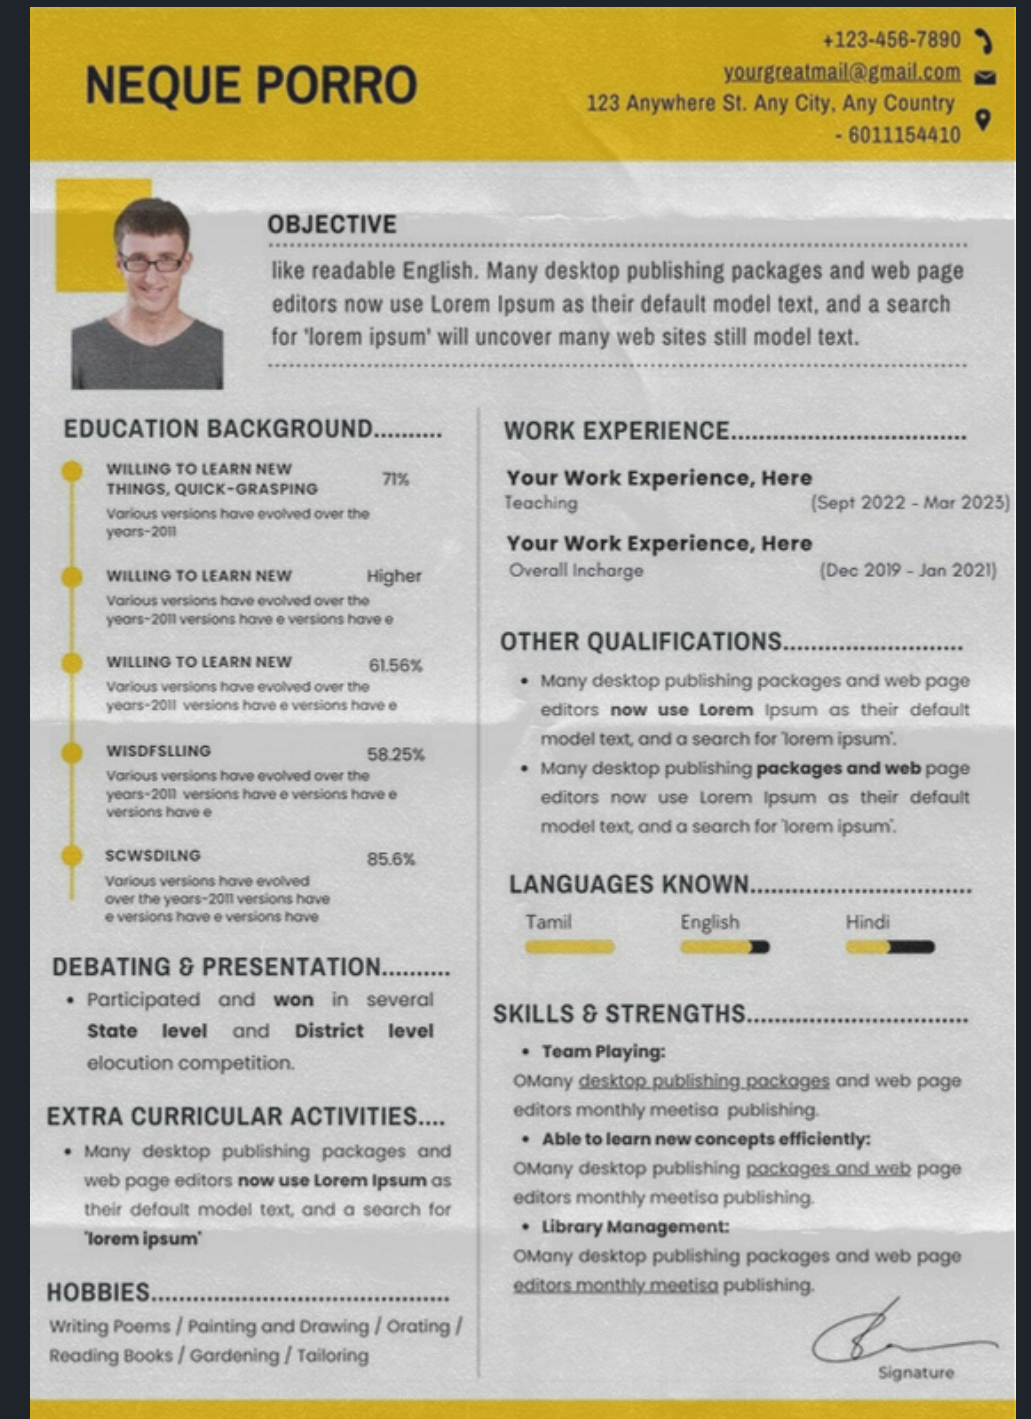 NEQUE PORRO
+123-456-7890
yourgreatmail@gmail.com
123 Anywhere St. Any City, Any Country
- 6011154410
OBJECTIVE
like readable English. Many desktop publishing packages and web page
editors now use Lorem Ipsum as their default model text, and a search
for 'lorem ipsum' will uncover many web sites still model text.
EDUCATION BACKGROUND..........
WILLING TO LEARN NEW
THINGS, QUICK-GRASPING
71%
Various versions have evolved over the
years-2011
WILLING TO LEARN NEW
Higher
Various versions have evolved over the
years-2011 versions have e versions have e
WILLING TO LEARN NEW
61.56%
Various versions have evolved over the
years-2011 versions have e versions have e
WISDFSLLING
58.25%
Various versions have evolved over the
years-2011 versions have e versions have e
versions have e
SCWSDILNG
85.6%
Various versions have evolved
over the years-2011 versions have
e versions have e versions have
DEBATING & PRESENTATION..........
• Participated and won in several
State level and District level
elocution competition.
EXTRA CURRICULAR ACTIVITIES....
• Many desktop publishing packages and
web page editors now use Lorem Ipsum as
their default model text, and a search for
'lorem ipsum'
HOBBIES...........................................
Writing Poems / Painting and Drawing / Orating /
Reading Books / Gardening / Tailoring
WORK EXPERIENCE..................................
Your Work Experience, Here
Teaching (Sept 2022 - Mar 2023)
Your Work Experience, Here
Overall Incharge (Dec 2019 - Jan 2021)
OTHER QUALIFICATIONS..........................
• Many desktop publishing packages and web page
editors now use Lorem Ipsum as their default
model text, and a search for 'lorem ipsum'.
• Many desktop publishing packages and web page
editors now use Lorem Ipsum as their default
model text, and a search for 'lorem ipsum'.
LANGUAGES KNOWN................................
Tamil English Hindi
SKILLS & STRENGTHS................................
• Team Playing:
OMany desktop publishing packages and web page
editors monthly meetisa publishing.
• Able to learn new concepts efficiently:
OMany desktop publishing packages and web page
editors monthly meetisa publishing.
• Library Management:
OMany desktop publishing packages and web page
editors monthly meetisa publishing.
Signature